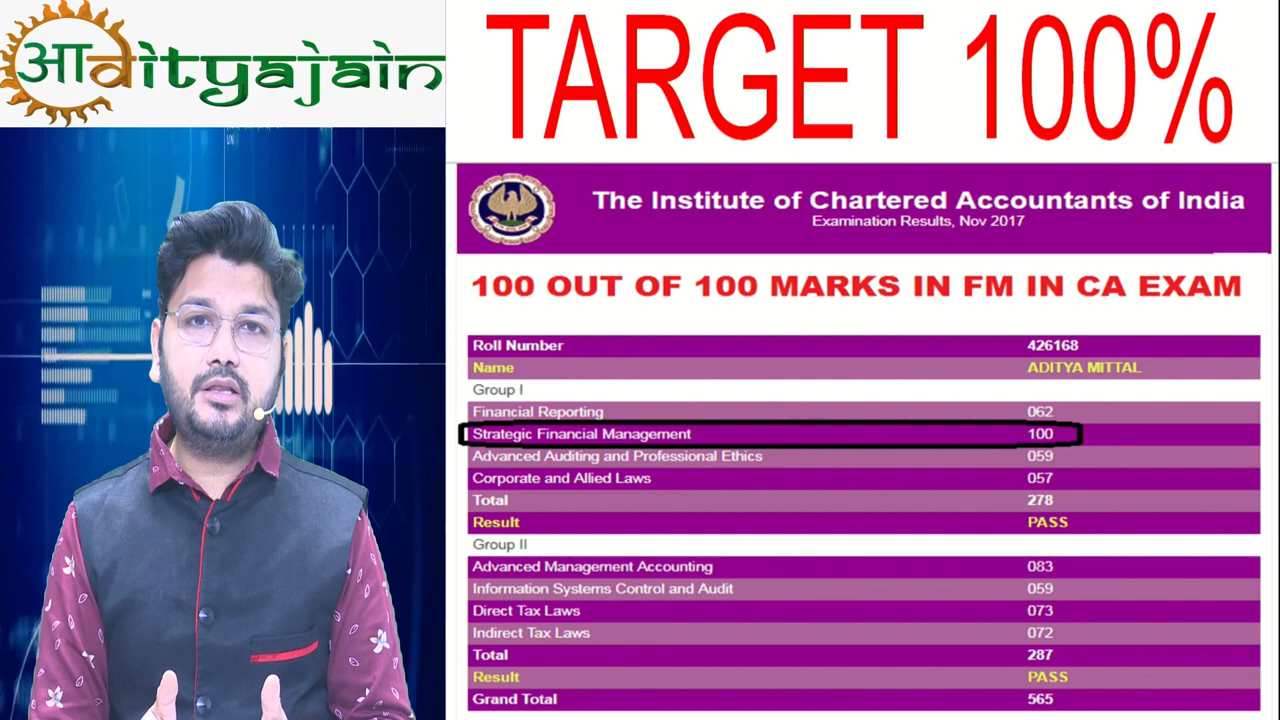 आdityajain
TARGET 100%
The Institute of Chartered Accountants of India
Examination Results, Nov 2017
100 OUT OF 100 MARKS IN FM IN CA EXAM
Roll Number 426168
Name ADITYA MITTAL
Group I
Financial Reporting 062
Strategic Financial Management 100
Advanced Auditing and Professional Ethics 059
Corporate and Allied Laws 057
Total 278
Result PASS
Group II
Advanced Management Accounting 083
Information Systems Control and Audit 059
Direct Tax Laws 073
Indirect Tax Laws 072
Total 287
Result PASS
Grand Total 565